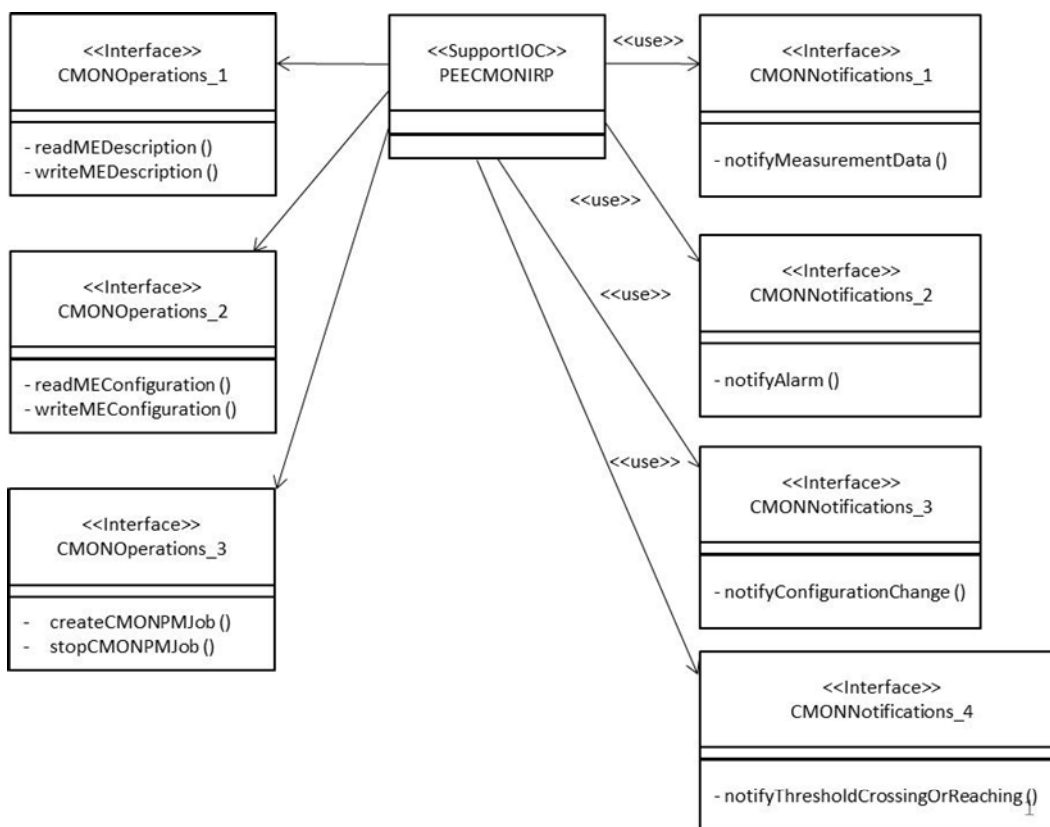 <<Interface>>
CMONOperations_1
- readMEDescription ()
- writeMEDescription ()
<<SupportIOC>>
PEECMONIRP
<<use>>
<<Interface>>
CMONNotifications_1
- notifyMeasurementData ()
<<Interface>>
CMONOperations_2
- readMEConfiguration ()
- writeMEConfiguration ()
<<use>>
<<Interface>>
CMONNotifications_2
- notifyAlarm ()
<<use>>
<<Interface>>
CMONOperations_3
- createCMONPMJob ()
- stopCMONPMJob ()
<<use>>
<<Interface>>
CMONNotifications_3
- notifyConfigurationChange ()
<<Interface>>
CMONNotifications_4
- notifyThresholdCrossingOrReaching ()
1